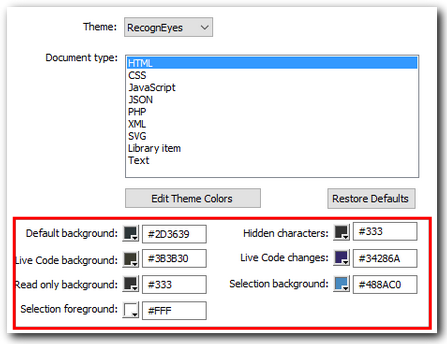 Theme: RecognEyes
Document type:
HTML
CSS
JavaScript
JSON
PHP
XML
SVG
Library item
Text
Edit Theme Colors Restore Defaults
Default background: #2D3639 Hidden characters: #333
Live Code background: #3B3B30 Live Code changes: #34286A
Read only background: #333 Selection background: #488AC0
Selection foreground: #FFF